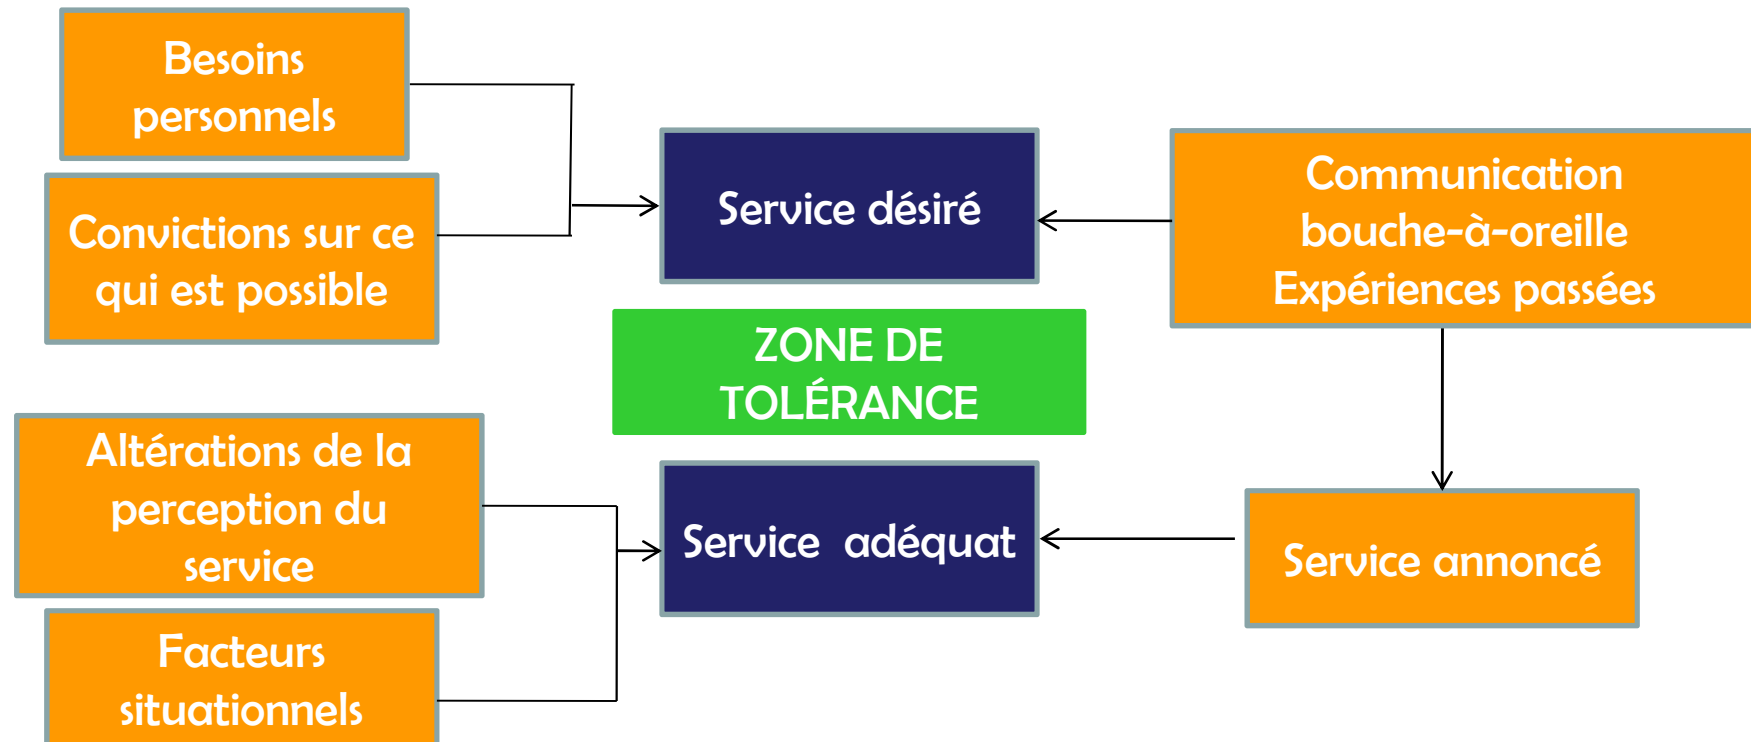 Besoins
personnels
Convictions sur ce
qui est possible
Service désiré
Communication
bouche-à-oreille
Expériences passées
ZONE DE
TOLÉRANCE
Altérations de la
perception du
service
Service adéquat
Service annoncé
Facteurs
situationnels